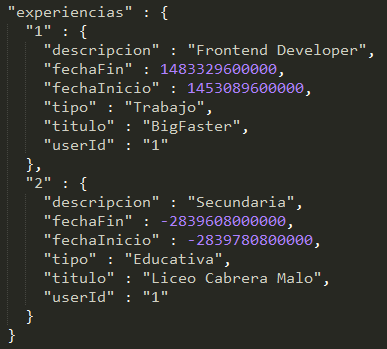 "experiencias" : {
"1" : {
"descripcion" : "Frontend Developer",
"fechaFin" : 1483329600000,
"fechaInicio" : 1453089600000,
"tipo" : "Trabajo",
"titulo" : "BigFaster",
"userId" : "1"
},
"2" : {
"descripcion" : "Secundaria",
"fechaFin" : -2839608000000,
"fechaInicio" : -2839780800000,
"tipo" : "Educativa",
"titulo" : "Liceo Cabrera Malo",
"userId" : "1"
}
}